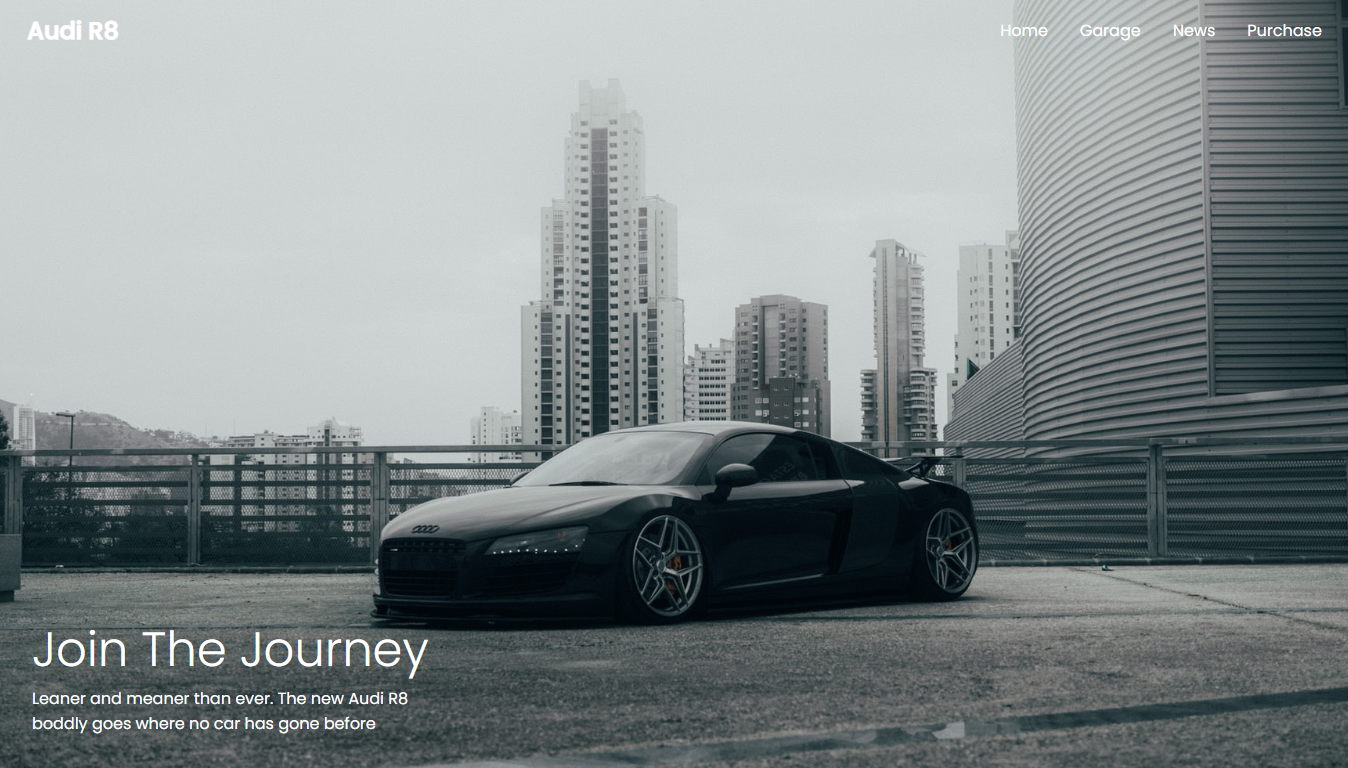 Audi R8
Home Garage News Purchase
Join The Journey
Leaner and meaner than ever. The new Audi R8
boddly goes where no car has gone before